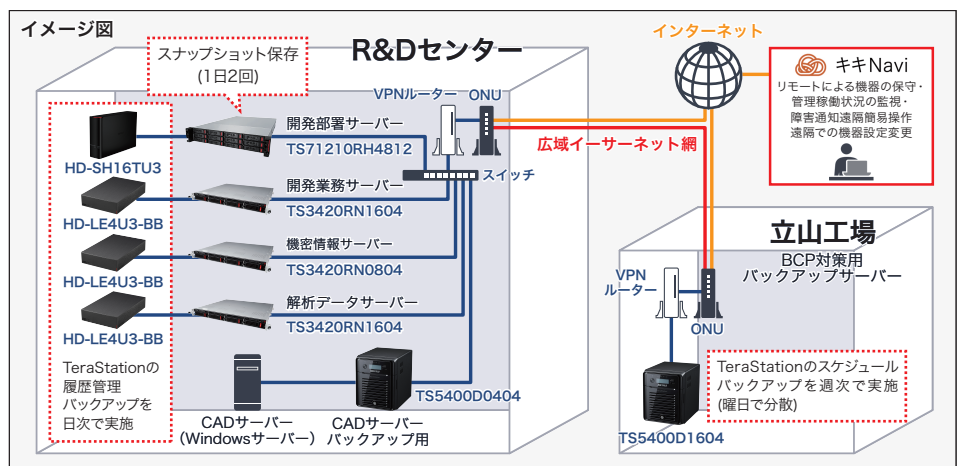 イメージ図
R&Dセンター
スナップショット保存
(1日2回)
VPNルーター
ONU
開発部署サーバー
TS71210RH4812
HD-SH16TU3
スイッチ
開発業務サーバー
TS3420RN1604
HD-LE4U3-BB
機密情報サーバー
TS3420RN0804
HD-LE4U3-BB
解析データサーバー
TS3420RN1604
HD-LE4U3-BB
TeraStationの
履歴管理
バックアップを
日次で実施
CADサーバー
（Windowsサーバー）
CADサーバー
バックアップ用
TS5400D0404
インターネット
広域イーサーネット網
キキNavi
リモートによる機器の保守・
管理稼働状況の監視・
障害通知遠隔簡易操作
遠隔での機器設定変更
立山工場
BCP対策用
バックアップサーバー
VPN
ルーター
ONU
TeraStationのスケジュール
バックアップを週次で実施
(曜日で分散)
TS5400D1604